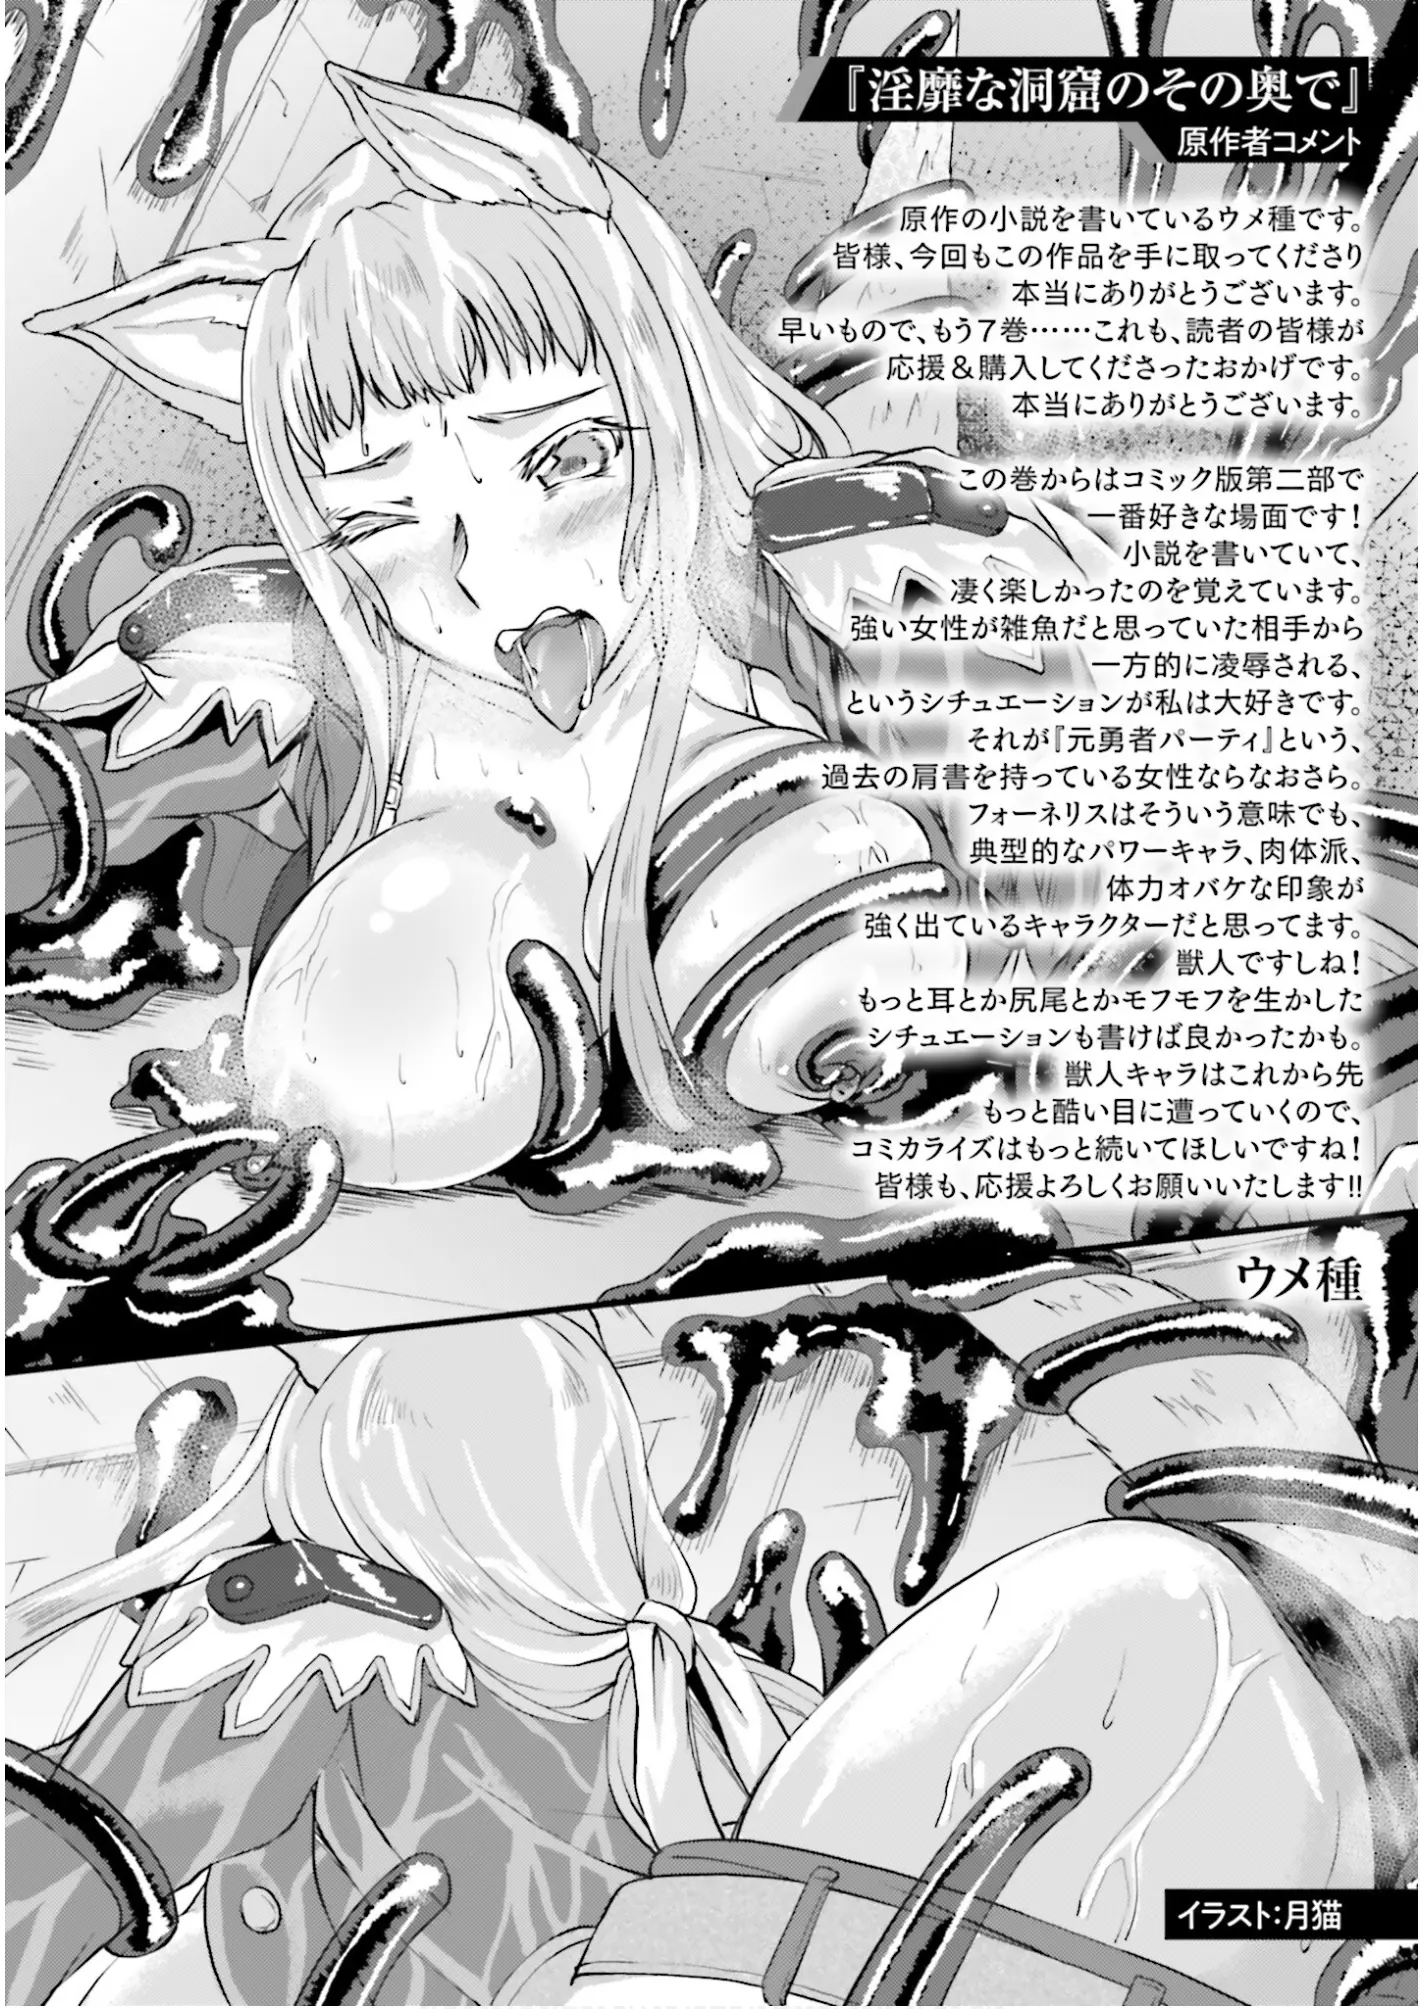 『淫靡な洞窟のその奥で』
原作者コメント
原作の小説を書いているウメ種です。
皆様、今回もこの作品を手に取ってくださり
本当にありがとうございます。
早いもので、もう７巻……これも、読者の皆様が
応援＆購入してくださったおかげです。
本当にありがとうございます。
この巻からはコミック版第二部で
一番好きな場面です！
小説を書いていて、
凄く楽しかったのを覚えています。
強い女性が雑魚だと思っていた相手から
一方的に凌辱される、
というシチュエーションが私は大好きです。
それが『元勇者パーティ』という、
過去の肩書を持っている女性ならなおさら。
フォーネリスはそういう意味でも、
典型的なパワーキャラ、肉体派、
体力オバケな印象が
強く出ているキャラクターだと思ってます。
獣人ですしね！
もっと耳とか尻尾とかモフモフを生かした
シチュエーションも書けば良かったかも。
獣人キャラはこれから先
もっと酷い目に遭っていくので、
コミカライズはもっと続いてほしいですね！
皆様も、応援よろしくお願いいたします!!
ウメ種
イラスト：月猫